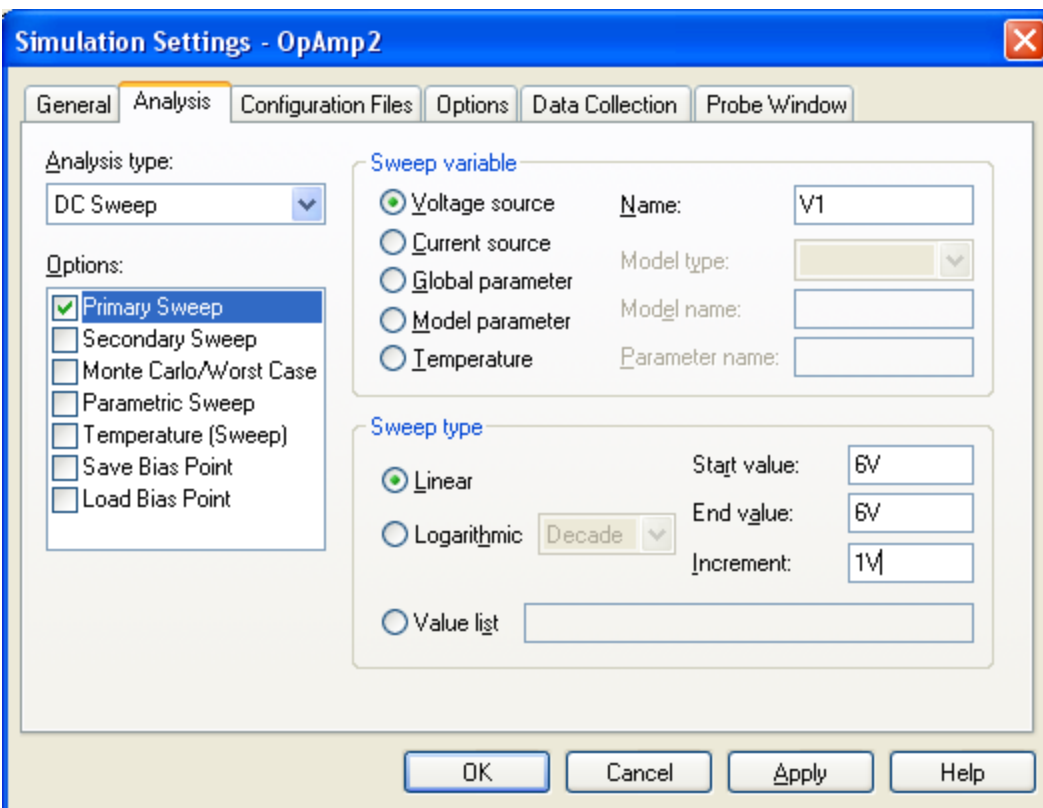 Simulation Settings - OpAmp2
General
Analysis
Configuration Files
Options
Data Collection
Probe Window
Analysis type:
DC Sweep
Options:
Primary Sweep
Secondary Sweep
Monte Carlo/Worst Case
Parametric Sweep
Temperature (Sweep)
Save Bias Point
Load Bias Point
Sweep variable
Voltage source
Current source
Global parameter
Model parameter
Temperature
Name: V1
Model type:
Model name:
Parameter name:
Sweep type
Linear
Logarithmic Decade
Value list
Start value: 6V
End value: 6V
Increment: 1V
OK
Cancel
Apply
Help